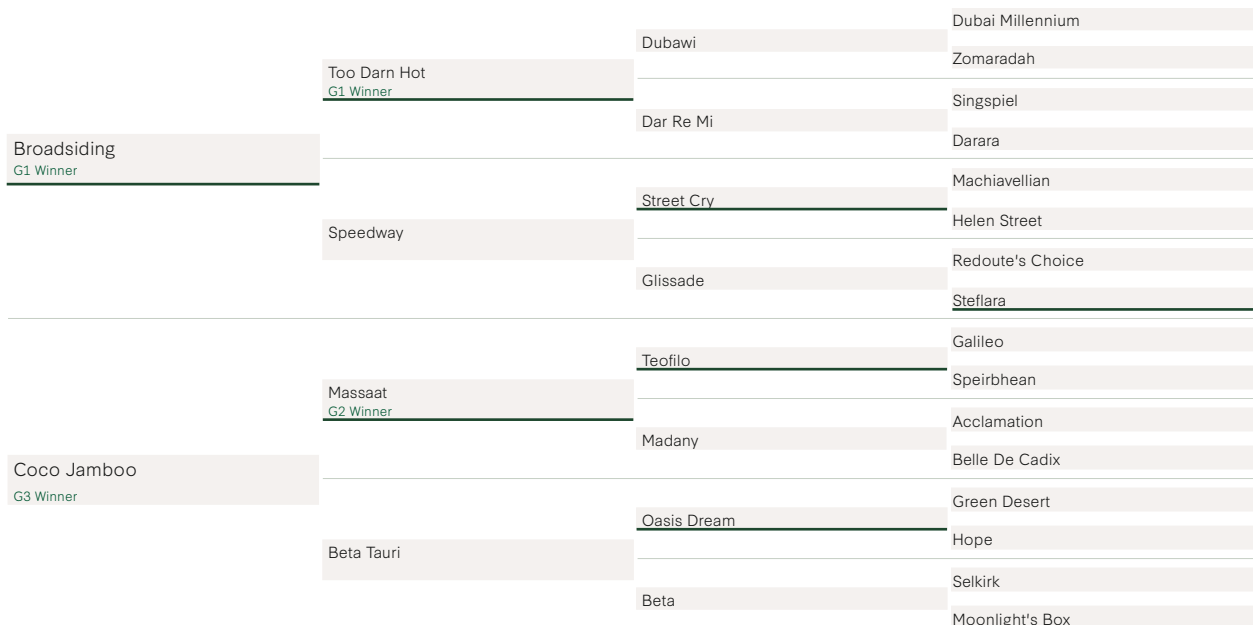 Broadsiding
G1 Winner
Coco Jamboo
G3 Winner
Too Darn Hot
G1 Winner
Speedway
Massaat
G2 Winner
Beta Tauri
Dubawi
Dar Re Mi
Street Cry
Glissade
Teofilo
Madany
Oasis Dream
Beta
Dubai Millennium
Zomaradah
Singspiel
Darara
Machiavellian
Helen Street
Redoute's Choice
Steflara
Galileo
Speirbhean
Acclamation
Belle De Cadix
Green Desert
Hope
Selkirk
Moonlight's Box